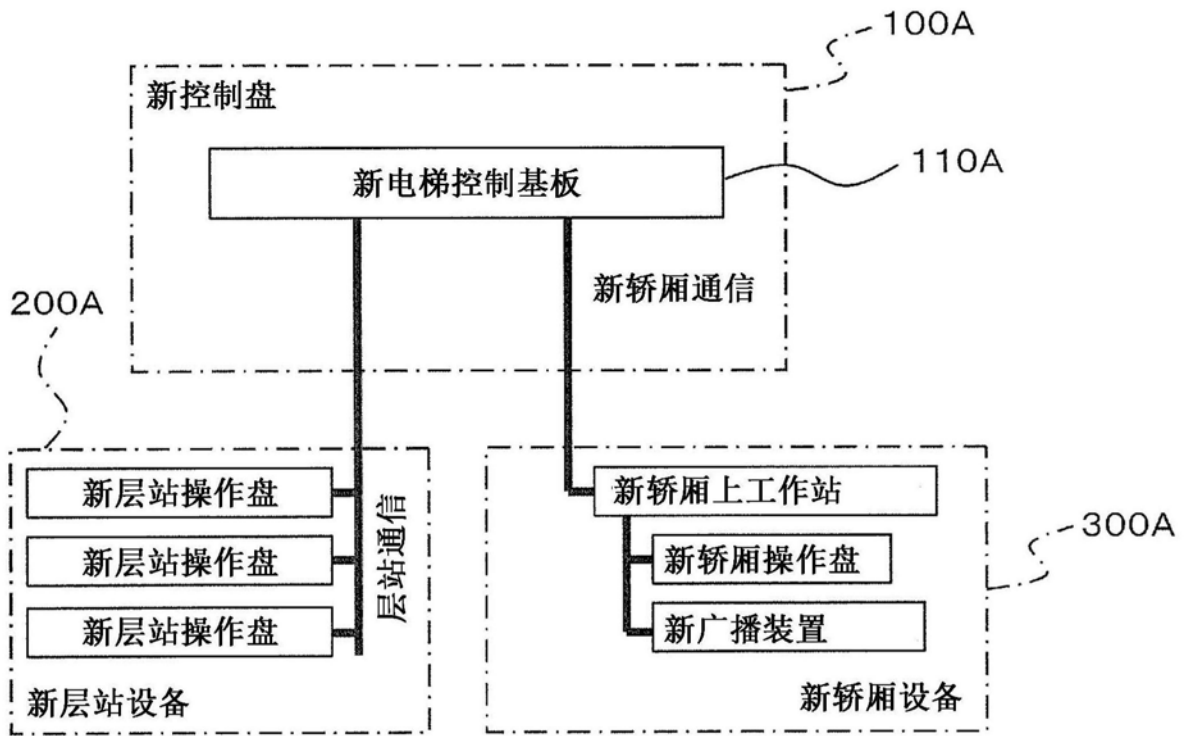 100A
新控制盘
新电梯控制基板
110A
新轿厢通信
200A
新层站操作盘
新层站操作盘
新层站操作盘
层站通信
新层站设备
新轿厢上工作站
新轿厢操作盘
新广播装置
300A
新轿厢设备